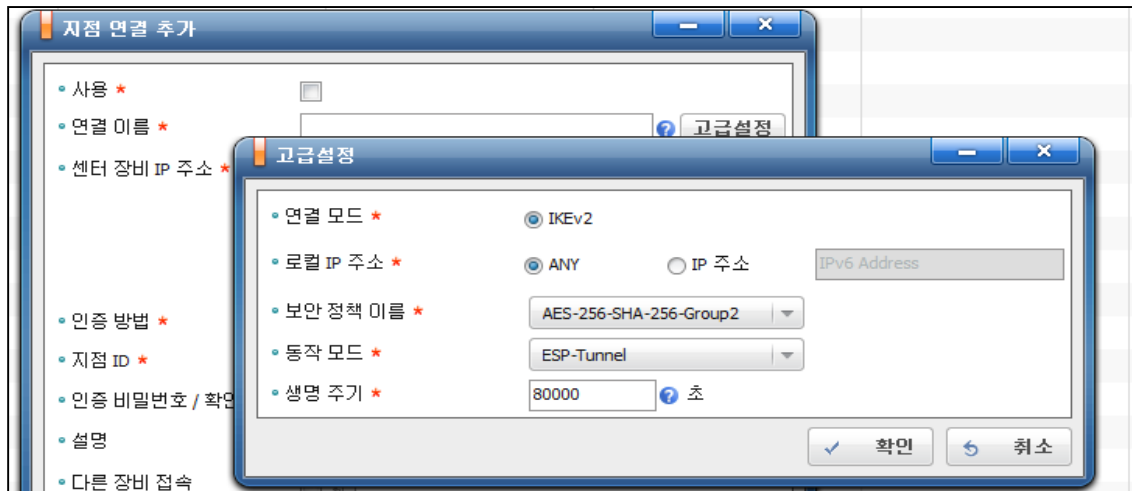 지점 연결 추가
사용 *
연결 이름 *
고급설정
센터 장비 IP 주소 *
인증 방법 *
지점 ID *
인증 비밀번호 / 확인
설명
다른 장비 접속
고급설정
연결 모드 *
IKEv2
로컬 IP 주소 *
ANY
IP 주소
IPv6 Address
보안 정책 이름 *
AES-256-SHA-256-Group2
동작 모드 *
ESP-Tunnel
생명 주기 *
80000
초
확인
취소